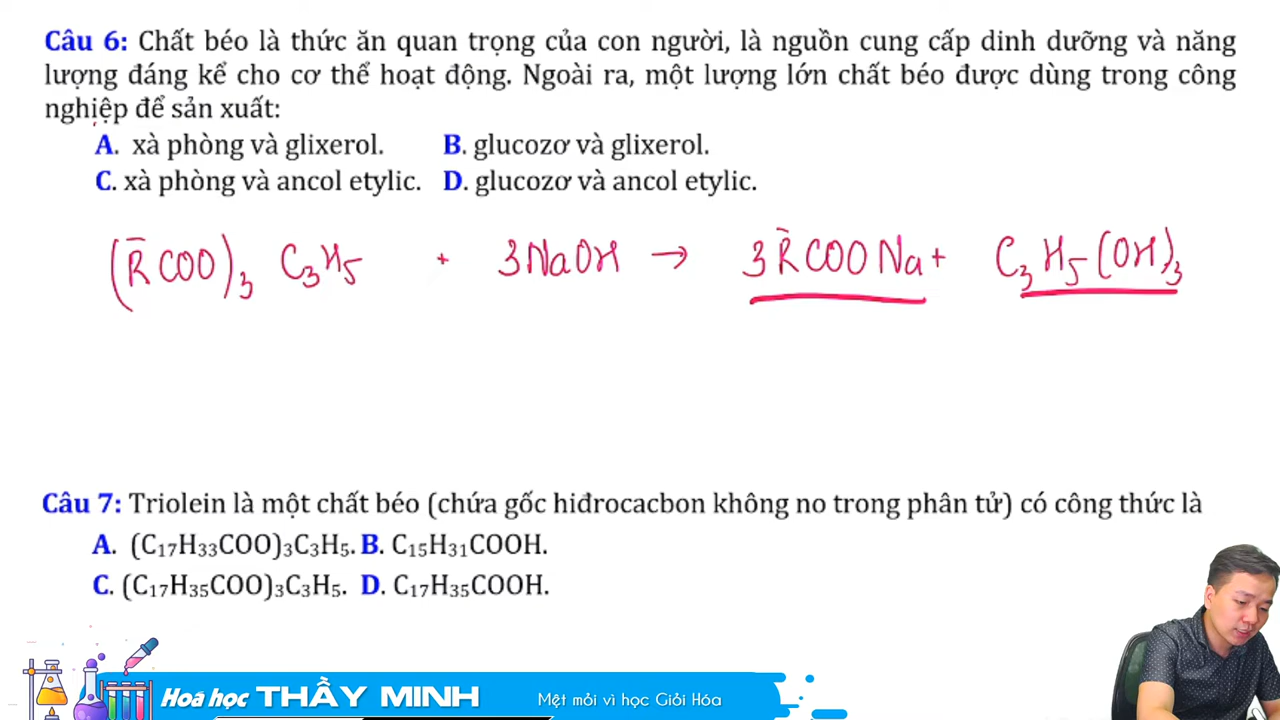 Câu 6: Chất béo là thức ăn quan trọng của con người, là nguồn cung cấp dinh dưỡng và năng
lượng đáng kể cho cơ thể hoạt động. Ngoài ra, một lượng lớn chất béo được dùng trong công
nghiệp để sản xuất:
A. xà phòng và glixerol. B. glucozơ và glixerol.
C. xà phòng và ancol etylic. D. glucozơ và ancol etylic.
(R̄COO)₃ C₃H₅ + 3NaOH → 3R̄COONa + C₃H₅(OH)₃
Câu 7: Triolein là một chất béo (chứa gốc hiđrocacbon không no trong phân tử) có công thức là
A. (C₁₇H₃₃COO)₃C₃H₅. B. C₁₅H₃₁COOH.
C. (C₁₇H₃₅COO)₃C₃H₅. D. C₁₇H₃₅COOH.
Hoá học THẦY MINH Mệt mỏi vì học Giỏi Hóa